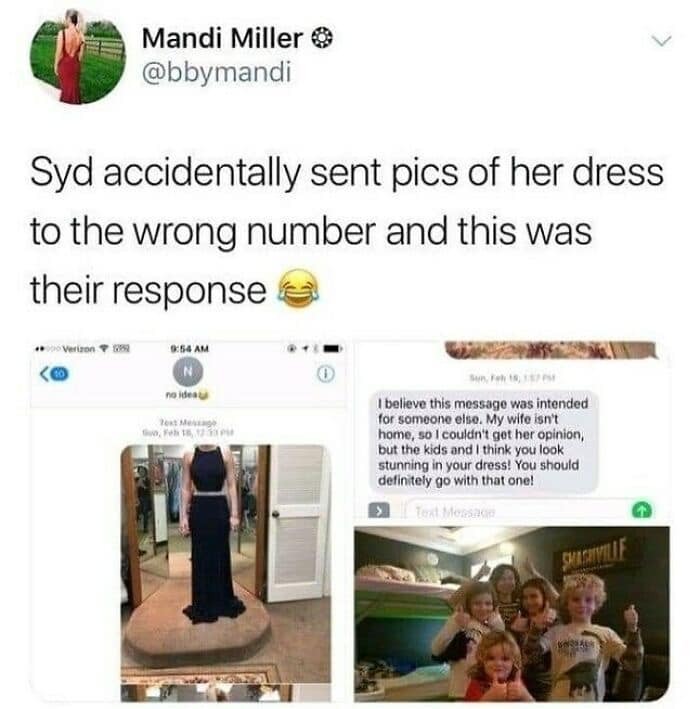 Mandi Miller
@bbymandi
Syd accidentally sent pics of her dress
to the wrong number and this was
their response 😂
Verizon
VPN
9:54 AM
10
N
no idea😂
Text Message
Sun, Feb 18, 12:33 PM
Sun, Feb 18, 1:57 PM
I believe this message was intended
for someone else. My wife isn't
home, so I couldn't get her opinion,
but the kids and I think you look
stunning in your dress! You should
definitely go with that one!
Text Message
SMASHVILLE